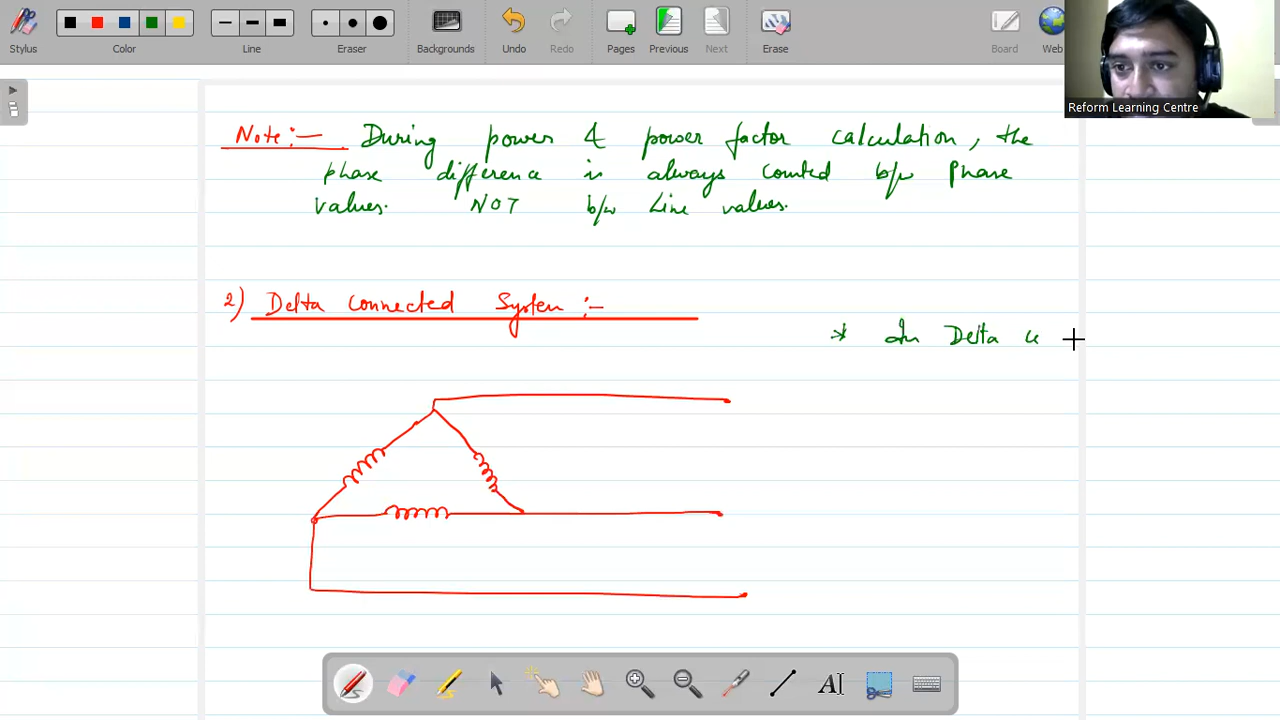 Stylus Color Line Eraser Backgrounds Undo Redo Pages Previous Next Erase Board Web
Reform Learning Centre
Note:- During power & power factor calculation, the
phase difference is always counted b/w phase
values. NOT b/w Line values.
2) Delta Connected System :-
* In Delta